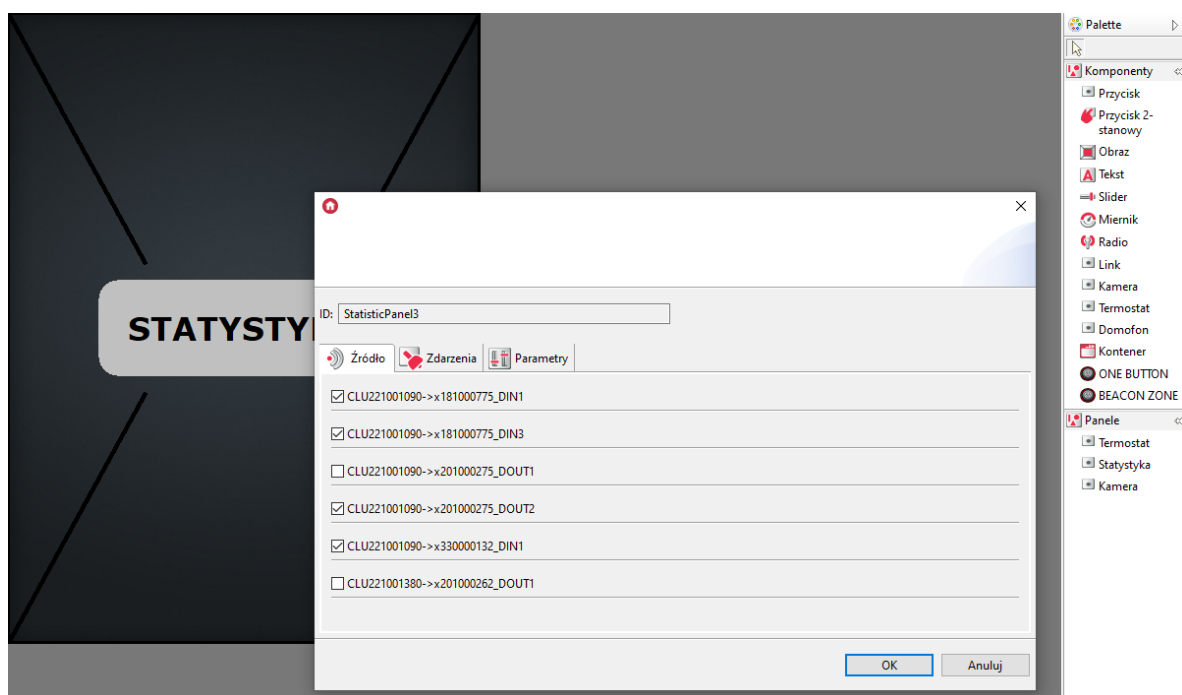 STATYSTY
ID: StatisticPanel3
Źródło Zdarzenia Parametry
CLU221001090->x181000775_DIN1
CLU221001090->x181000775_DIN3
CLU221001090->x201000275_DOUT1
CLU221001090->x201000275_DOUT2
CLU221001090->x330000132_DIN1
CLU221001380->x201000262_DOUT1
OK Anuluj
Palette
Komponenty
Przycisk
Przycisk 2-
stanowy
Obraz
Tekst
Slider
Miernik
Radio
Link
Kamera
Termostat
Domofon
Kontener
ONE BUTTON
BEACON ZONE
Panele
Termostat
Statystyka
Kamera